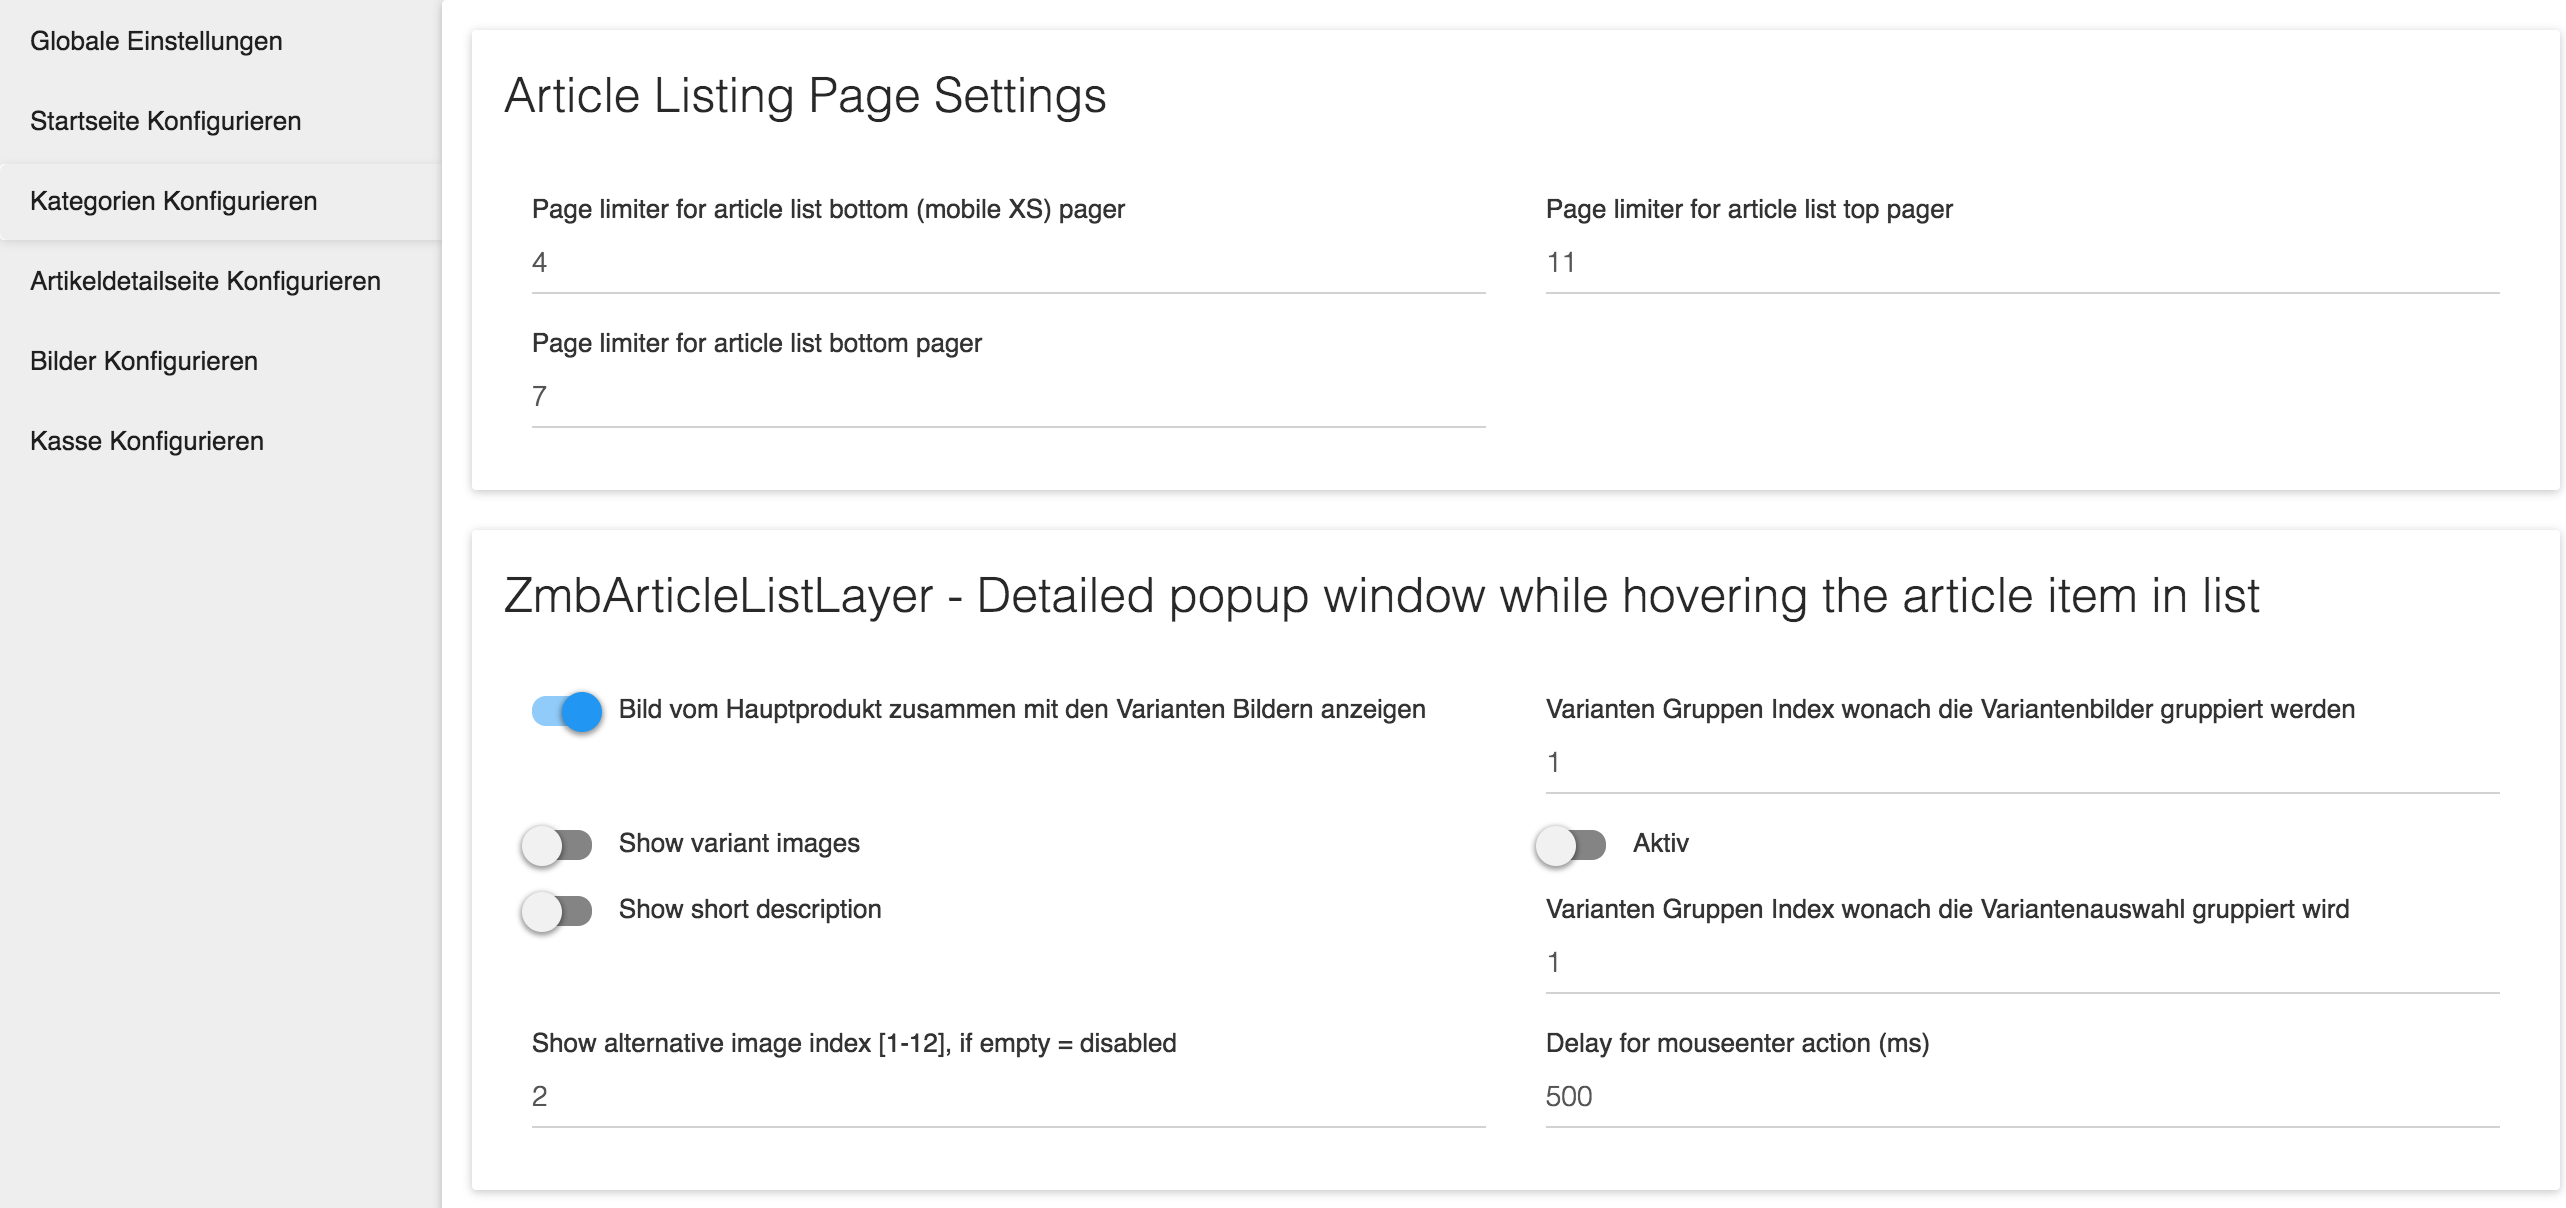 Globale Einstellungen
Startseite Konfigurieren
Kategorien Konfigurieren
Artikeldetailseite Konfigurieren
Bilder Konfigurieren
Kasse Konfigurieren
Article Listing Page Settings
Page limiter for article list bottom (mobile XS) pager
4
Page limiter for article list top pager
11
Page limiter for article list bottom pager
7
ZmbArticleListLayer - Detailed popup window while hovering the article item in list
Bild vom Hauptprodukt zusammen mit den Varianten Bildern anzeigen
Varianten Gruppen Index wonach die Variantenbilder gruppiert werden
1
Show variant images
Aktiv
Show short description
Varianten Gruppen Index wonach die Variantenauswahl gruppiert wird
1
Show alternative image index [1-12], if empty = disabled
2
Delay for mouseenter action (ms)
500